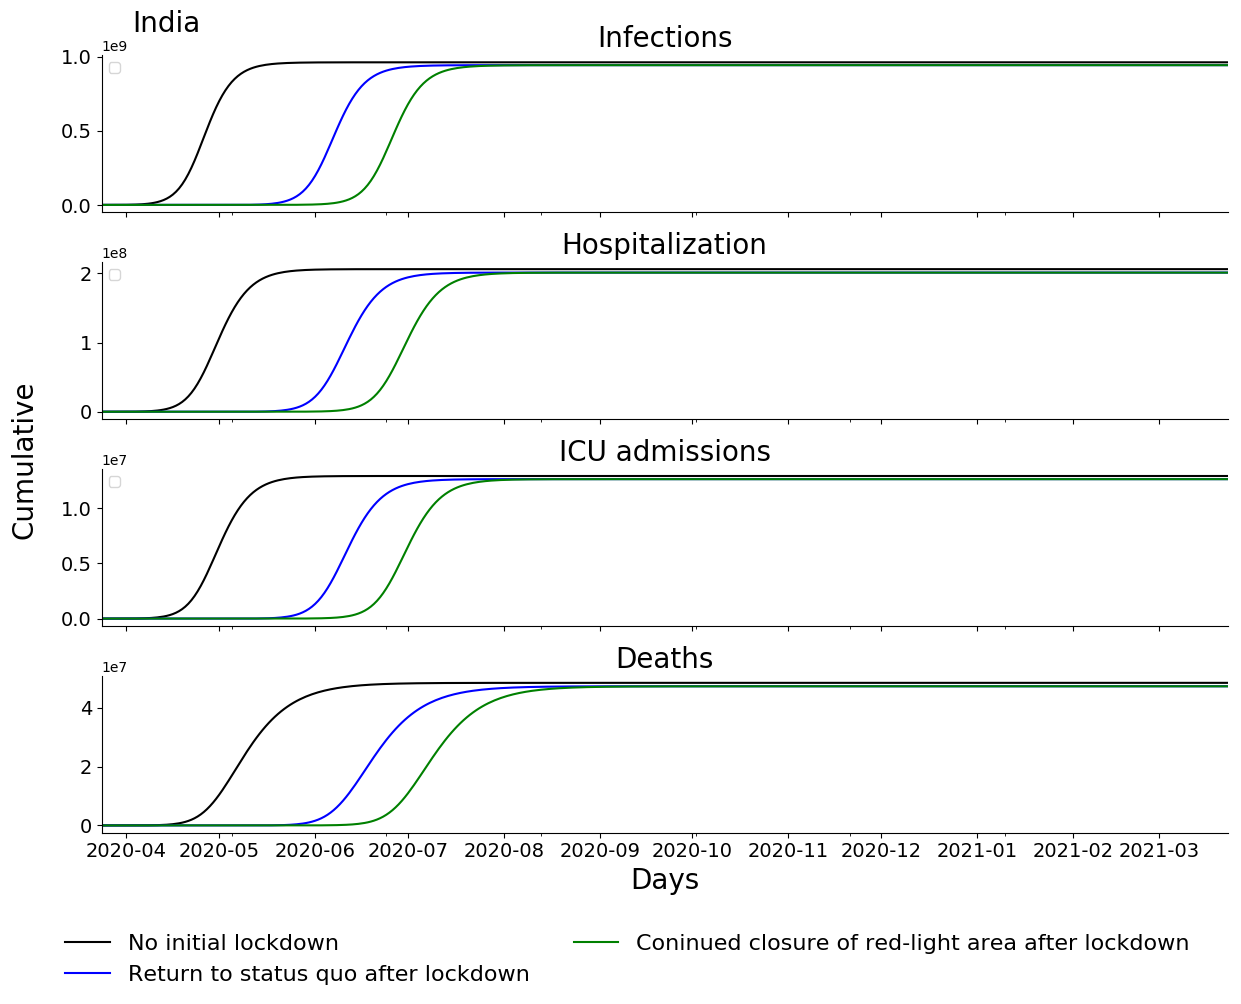 India
Infections
1e9
1.0
0.5
0.0
Hospitalization
1e8
2
1
0
ICU admissions
1e7
1.0
0.5
0.0
Deaths
1e7
4
2
0
Cumulative
2020-04 2020-05 2020-06 2020-07 2020-08 2020-09 2020-10 2020-11 2020-12 2021-01 2021-02 2021-03
Days
No initial lockdown
Return to status quo after lockdown
Coninued closure of red-light area after lockdown